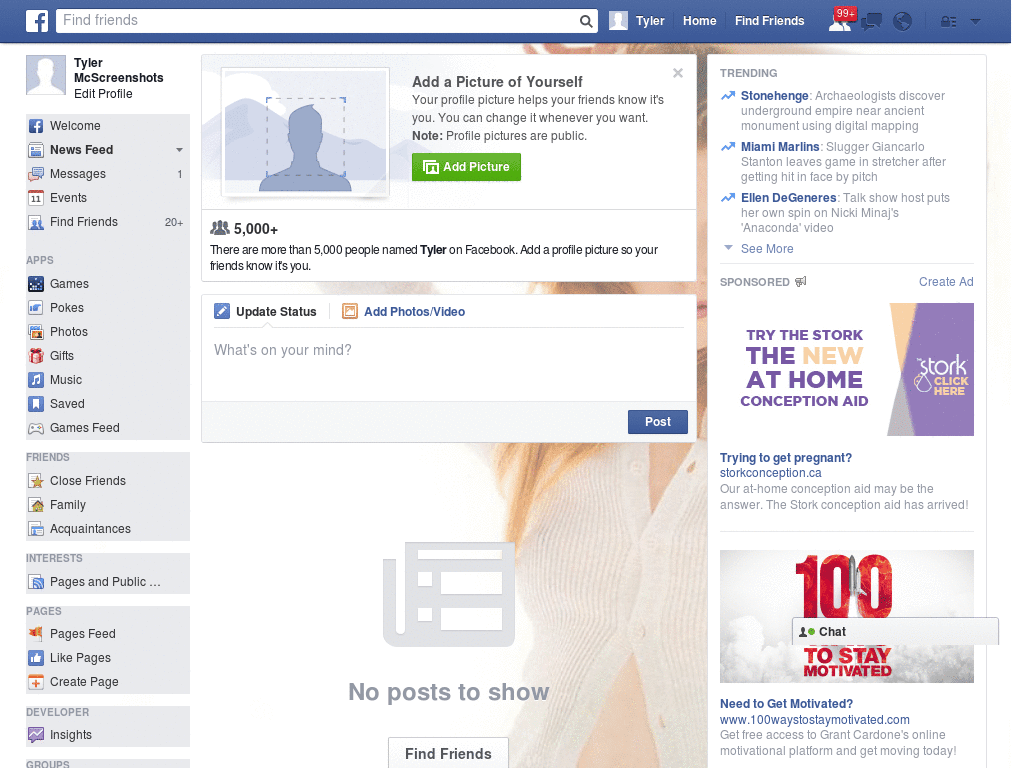 Find friends
Tyler
Home
Find Friends
99+
Tyler
McScreenshots
Edit Profile
Welcome
News Feed
Messages 1
Events
Find Friends 20+
APPS
Games
Pokes
Photos
Gifts
Music
Saved
Games Feed
FRIENDS
Close Friends
Family
Acquaintances
INTERESTS
Pages and Public ...
PAGES
Pages Feed
Like Pages
Create Page
DEVELOPER
Insights
GROUPS
Add a Picture of Yourself
Your profile picture helps your friends know it's
you. You can change it whenever you want.
Note: Profile pictures are public.
Add Picture
5,000+
There are more than 5,000 people named Tyler on Facebook. Add a profile picture so your
friends know it's you.
Update Status
Add Photos/Video
What's on your mind?
Post
No posts to show
Find Friends
TRENDING
Stonehenge: Archaeologists discover
underground empire near ancient
monument using digital mapping
Miami Marlins: Slugger Giancarlo
Stanton leaves game in stretcher after
getting hit in face by pitch
Ellen DeGeneres: Talk show host puts
her own spin on Nicki Minaj's
'Anaconda' video
See More
SPONSORED
Create Ad
TRY THE STORK
THE NEW
AT HOME
CONCEPTION AID
the stork
CLICK
HERE
Trying to get pregnant?
storkconception.ca
Our at-home conception aid may be the
answer. The Stork conception aid has arrived!
100
TO STAY
MOTIVATED
Chat
Need to Get Motivated?
www.100waystostaymotivated.com
Get free access to Grant Cardone's online
motivational platform and get moving today!